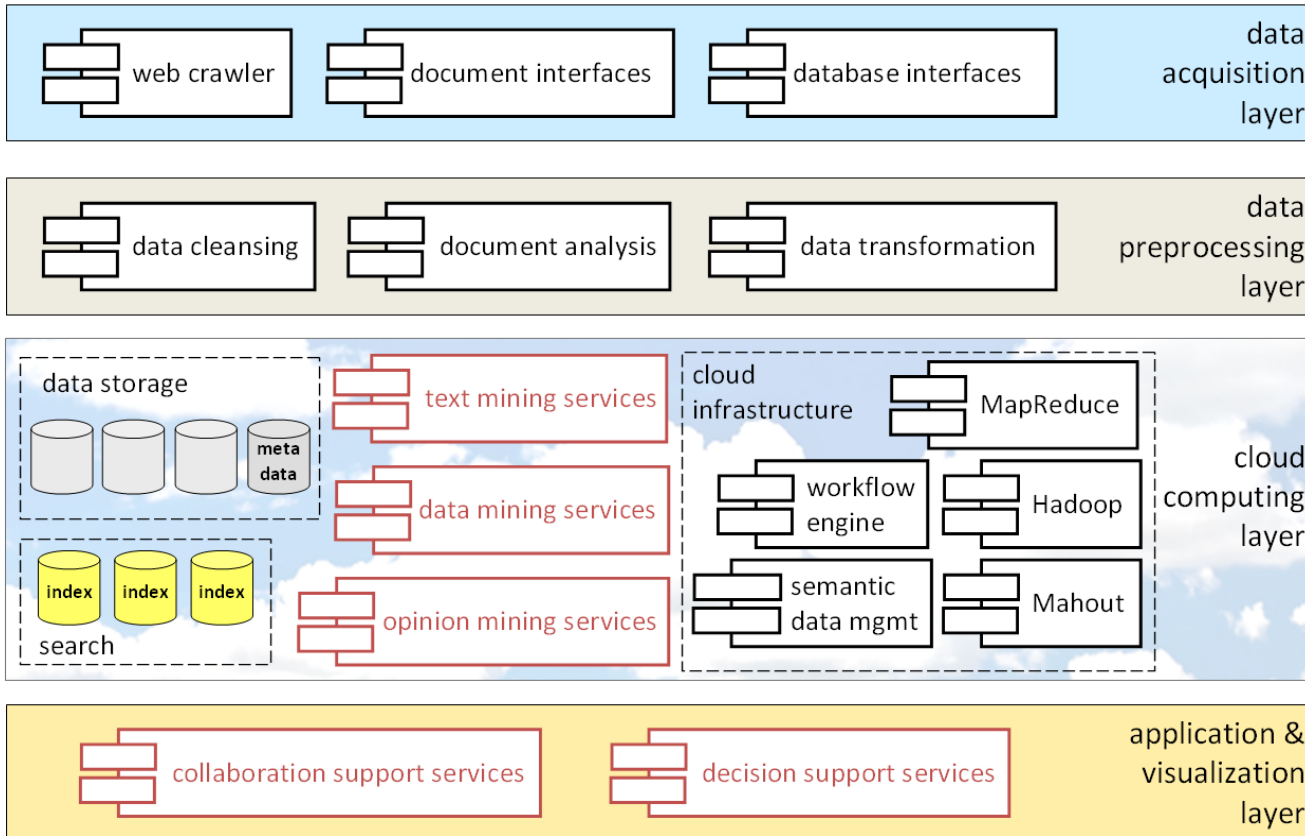 web crawler
document interfaces
database interfaces
data
acquisition
layer
data cleansing
document analysis
data transformation
data
preprocessing
layer
data storage
meta
data
index
index
index
search
text mining services
data mining services
opinion mining services
cloud
infrastructure
MapReduce
workflow
engine
Hadoop
semantic
data mgmt
Mahout
cloud
computing
layer
collaboration support services
decision support services
application &
visualization
layer